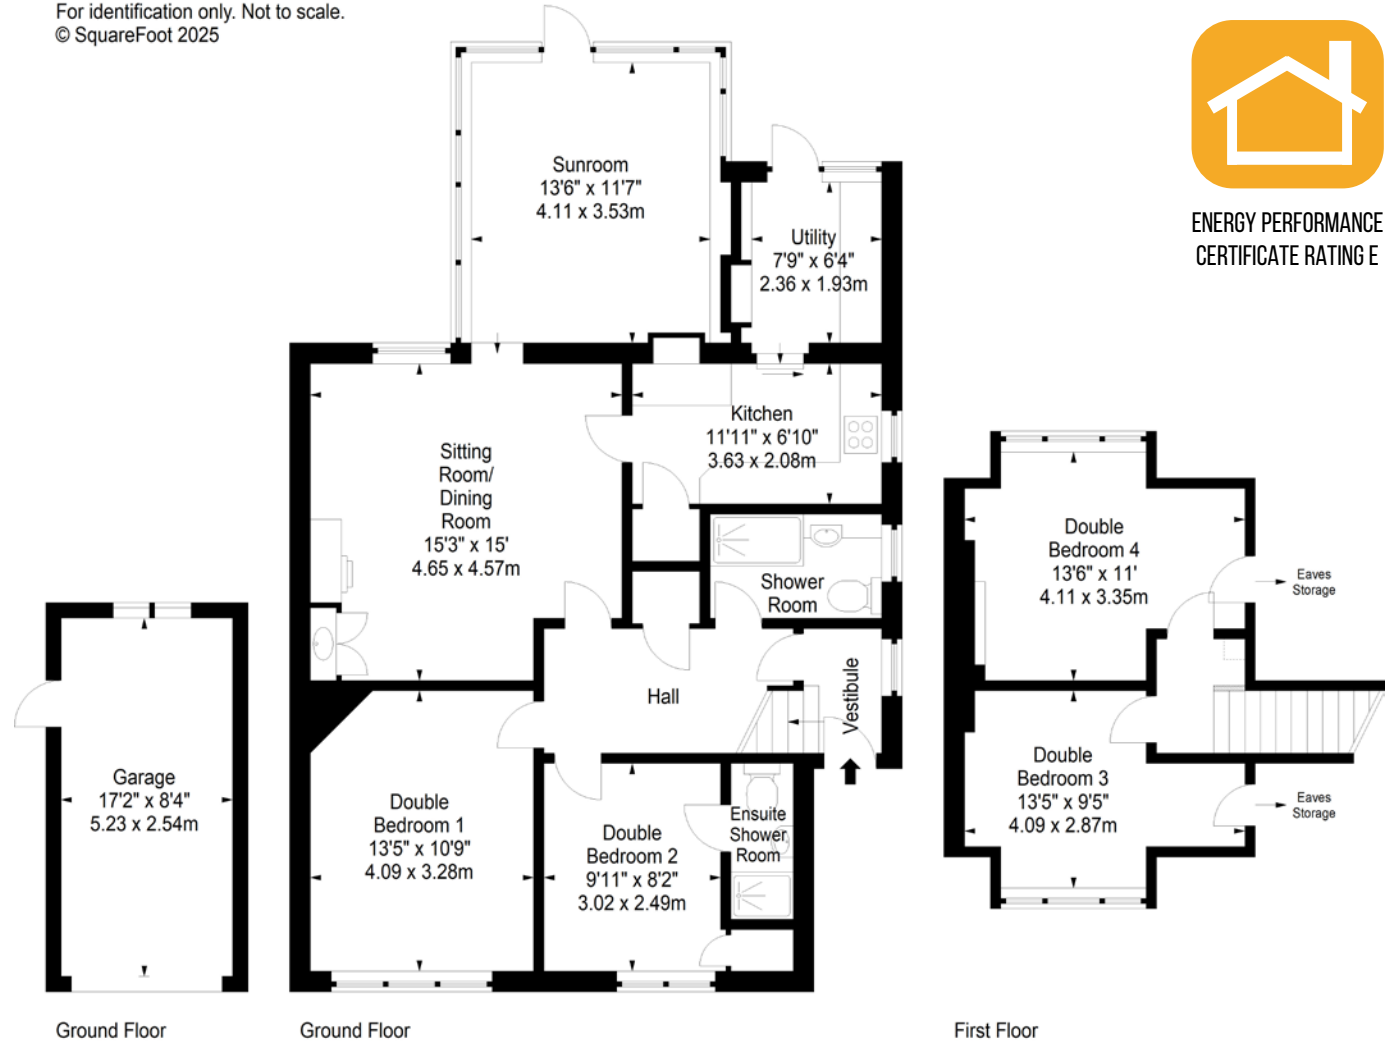 For identification only. Not to scale.
© SquareFoot 2025
ENERGY PERFORMANCE
CERTIFICATE RATING E
Sunroom
13'6" x 11'7"
4.11 x 3.53m
Utility
7'9" x 6'4"
2.36 x 1.93m
Kitchen
11'11" x 6'10"
3.63 x 2.08m
Sitting
Room/
Dining
Room
15'3" x 15'
4.65 x 4.57m
Shower
Room
Hall
Vestibule
Double
Bedroom 1
13'5" x 10'9"
4.09 x 3.28m
Double
Bedroom 2
9'11" x 8'2"
3.02 x 2.49m
Ensuite
Shower
Room
Garage
17'2" x 8'4"
5.23 x 2.54m
Double
Bedroom 4
13'6" x 11'
4.11 x 3.35m
Eaves
Storage
Double
Bedroom 3
13'5" x 9'5"
4.09 x 2.87m
Eaves
Storage
Ground Floor
Ground Floor
First Floor